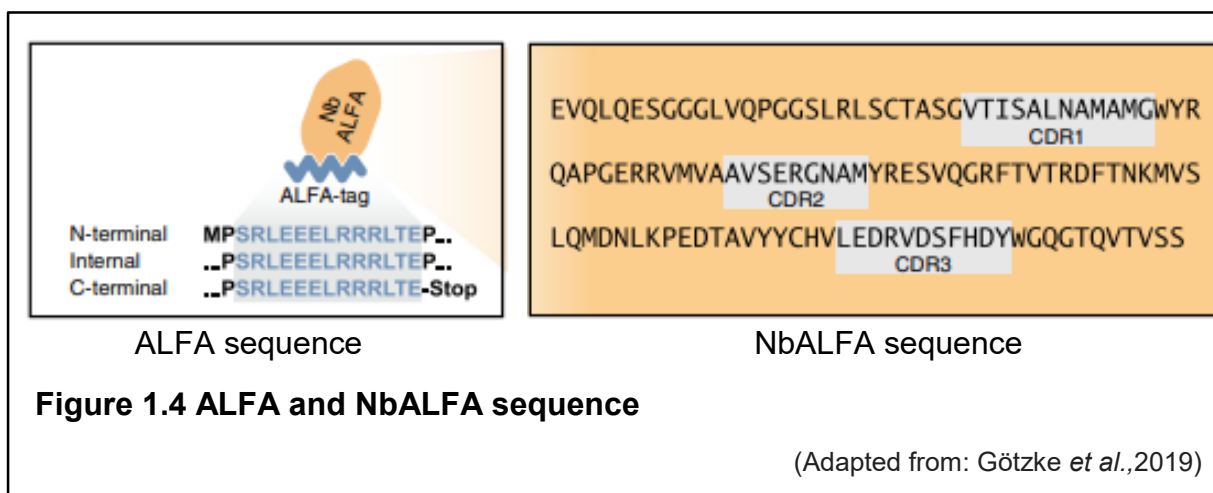 Nb
ALFA
ALFA-tag
N-terminal MPSRLEEELRRRLTEP..
Internal ..PSRLEEELRRRLTEP..
C-terminal ..PSRLEEELRRRLTE-Stop
EVQLQESGGGLVQPGGSLRLSCTASGVTISALNAMAMGWYR
CDR1
QAPGERRVMVAAVSERGNAMYRESVQGRFTVTRDFTNKMVS
CDR2
LQMDNLKPEDTAVYYCHVLEDRVDSFHDYWGQGTQVTVSS
CDR3
ALFA sequence
NbALFA sequence
Figure 1.4 ALFA and NbALFA sequence
(Adapted from: Götzke et al.,2019)